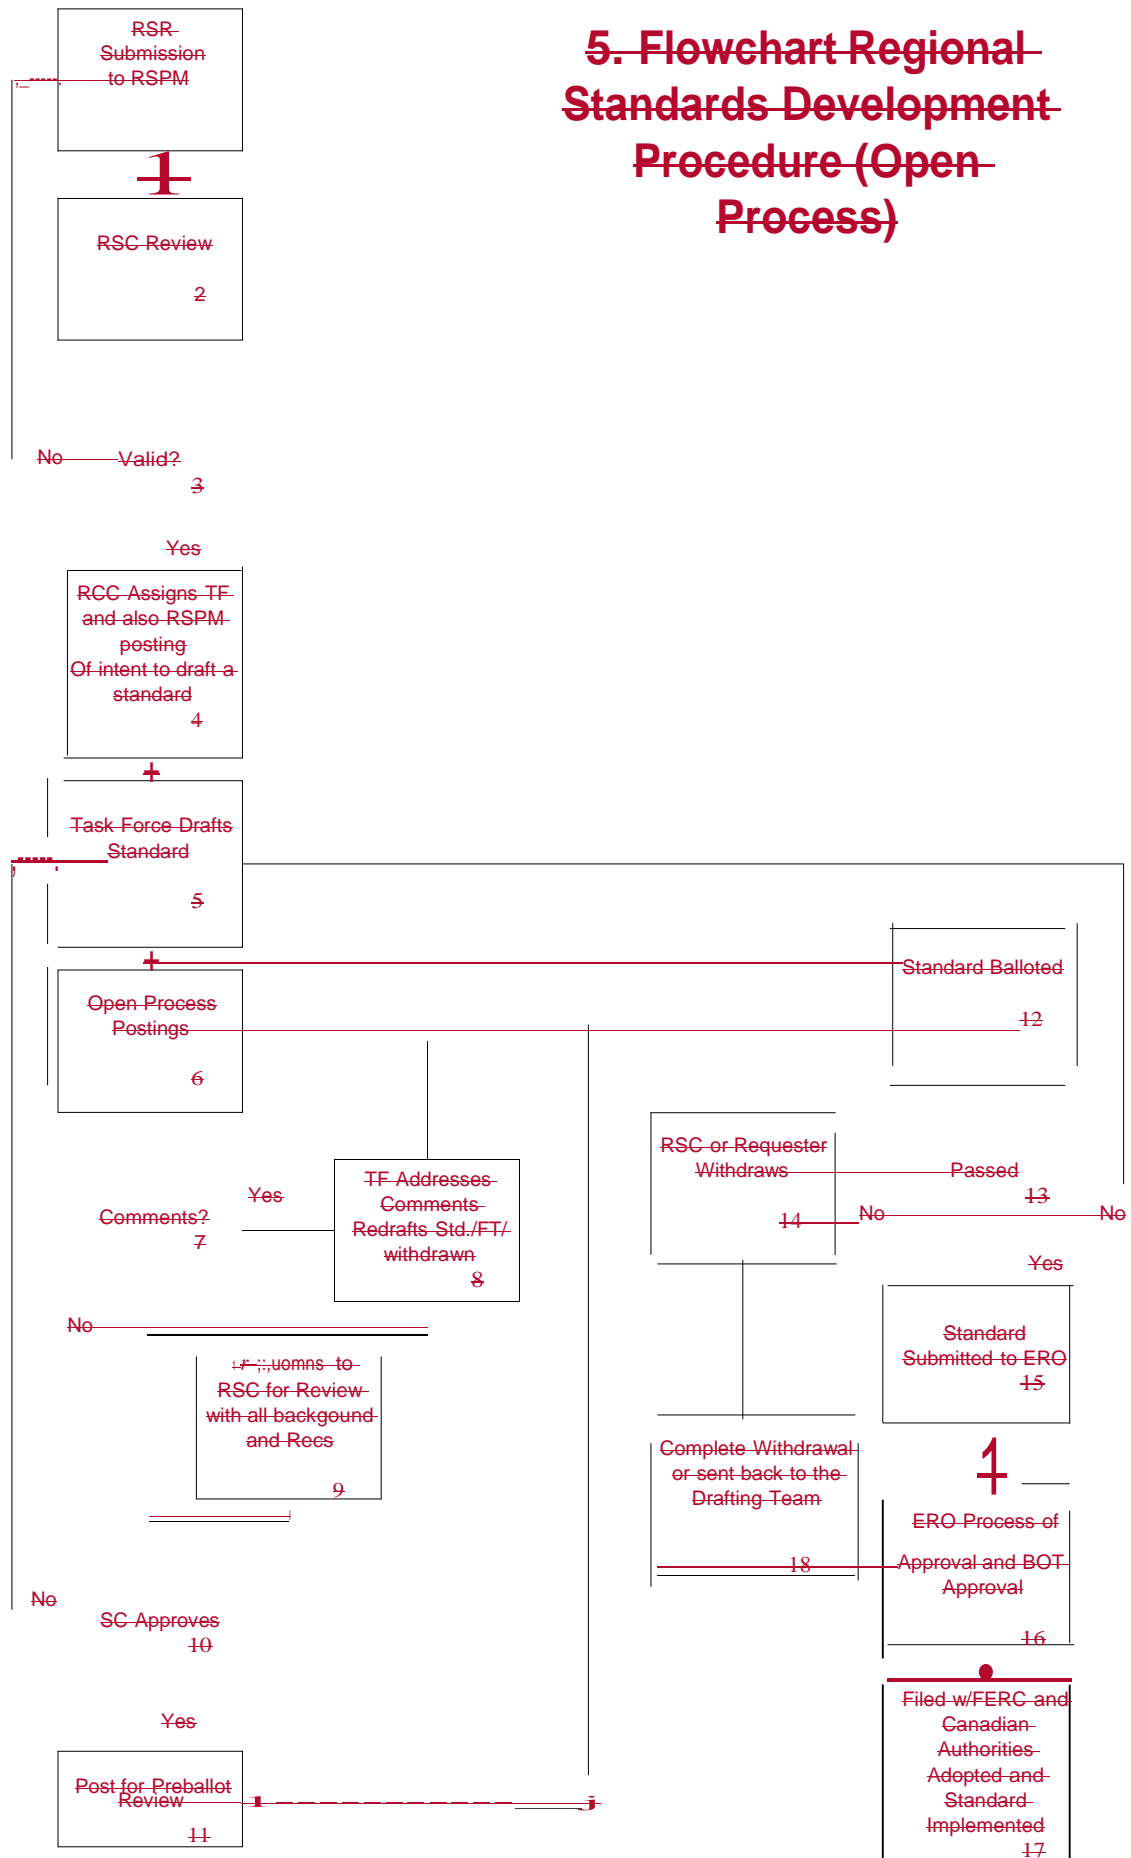 5. Flowchart Regional
Standards Development
Procedure (Open
Process)
RSR
Submission
to RSPM
1
RSC Review
2
No
Valid?
3
Yes
RCC Assigns TF
and also RSPM
posting
Of intent to draft a
standard
4
Task Force Drafts
Standard
5
Open Process
Postings
6
Comments?
7
Yes
TF Addresses
Comments
Redrafts Std./FT/
withdrawn
8
No
to
RSC for Review
with all backgound
and Recs
9
No
SC Approves
10
Yes
Post for Preballot
Review
11
Standard Balloted
12
RSC or Requester
Withdraws
14
Passed
13
No
No
Yes
Standard
Submitted to ERO
15
1
Complete Withdrawal
or sent back to the
Drafting Team
18
ERO Process of
Approval and BOT
Approval
16
Filed w/FERC and
Canadian
Authorities
Adopted and
Standard
Implemented
17